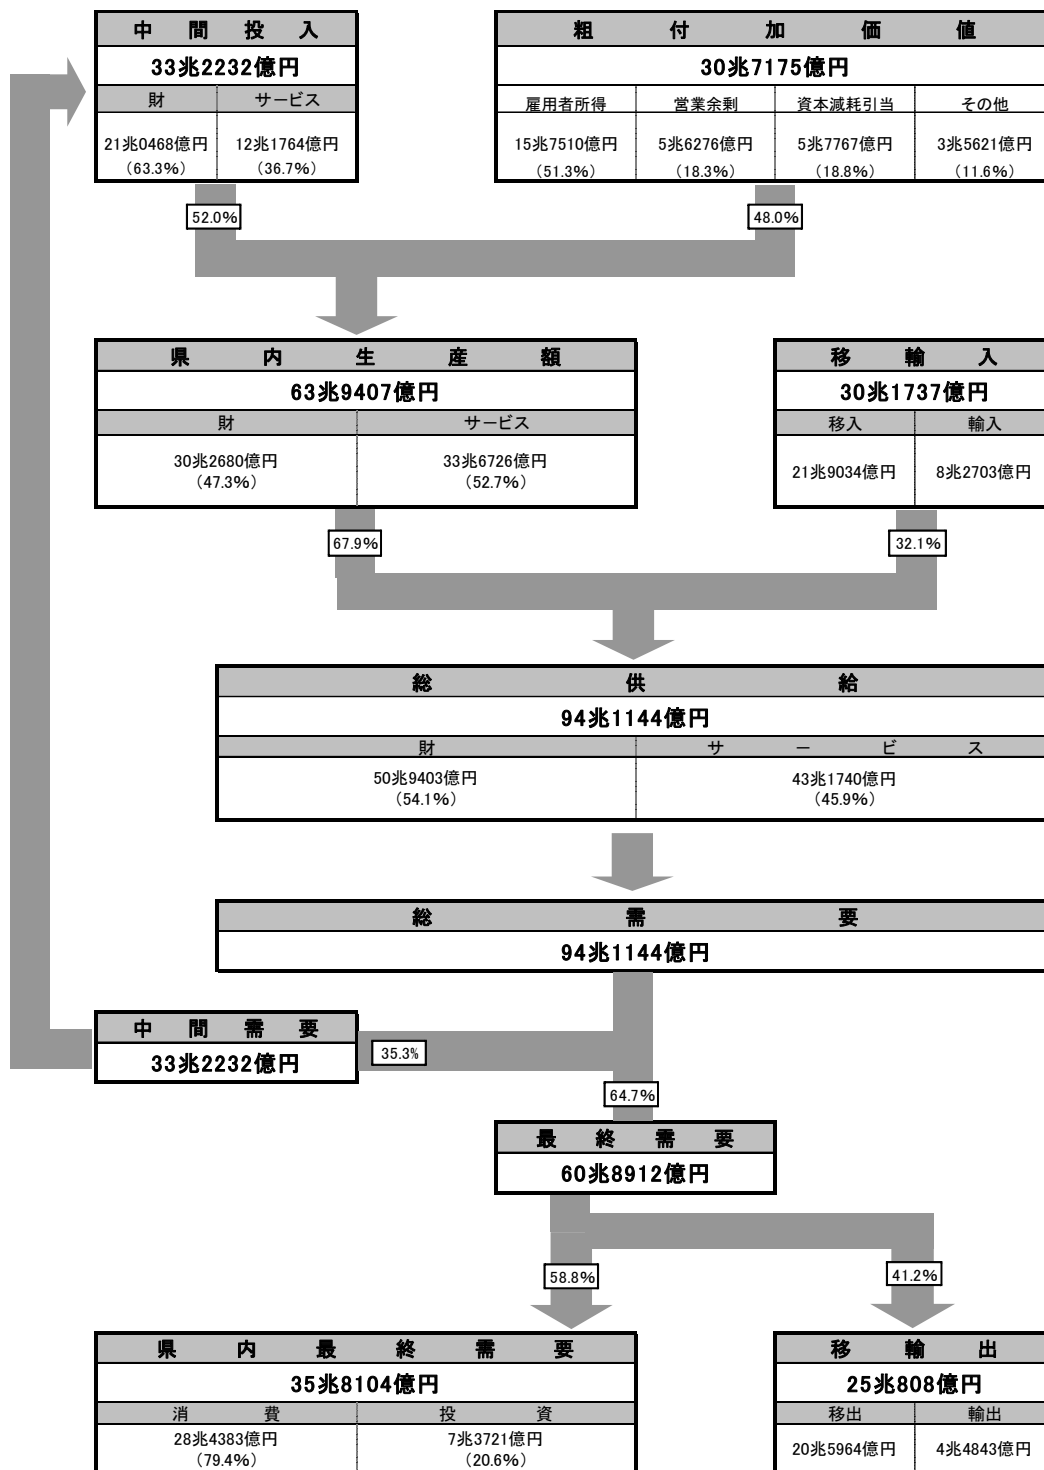 中間投入
33兆2232億円
財 サービス
21兆0468億円 12兆1764億円
(63.3%) (36.7%)
粗付加価値
30兆7175億円
雇用者所得 営業余剰 資本減耗引当 その他
15兆7510億円 5兆6276億円 5兆7767億円 3兆5621億円
(51.3%) (18.3%) (18.8%) (11.6%)
52.0% 48.0%
県内生産額
63兆9407億円
財 サービス
30兆2680億円 33兆6726億円
(47.3%) (52.7%)
移輸入
30兆1737億円
移入 輸入
21兆9034億円 8兆2703億円
67.9% 32.1%
総供給
94兆1144億円
財 サービス
50兆9403億円 43兆1740億円
(54.1%) (45.9%)
総需要
94兆1144億円
中間需要
33兆2232億円
35.3%
64.7%
最終需要
60兆8912億円
58.8% 41.2%
県内最終需要
35兆8104億円
消費 投資
28兆4383億円 7兆3721億円
(79.4%) (20.6%)
移輸出
25兆808億円
移出 輸出
20兆5964億円 4兆4843億円